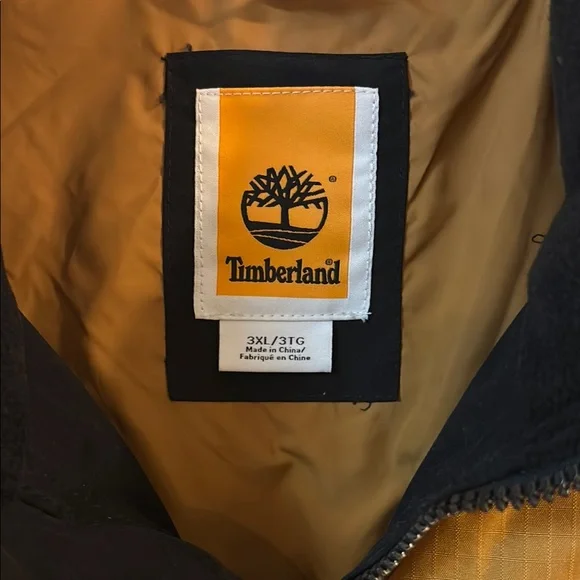 ®
Timberland®
3XL/3TG
Made in China/
Fabriqué en Chine